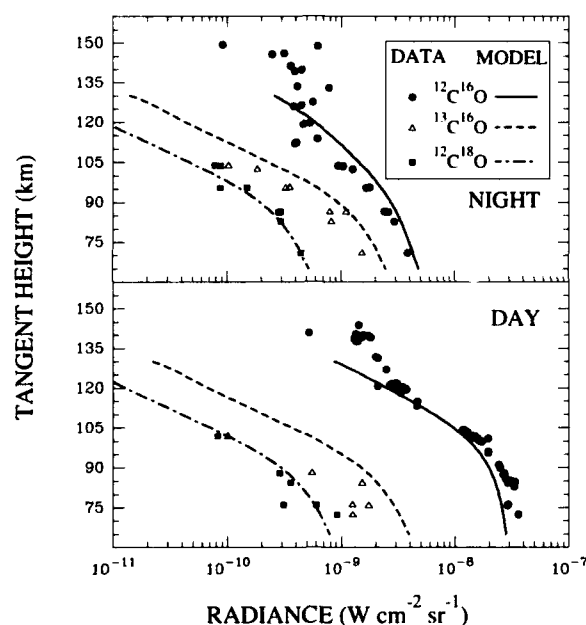 150
135
120
105
90
75
DATA MODEL
¹²C¹⁶O
¹³C¹⁶O
¹²C¹⁸O
NIGHT
TANGENT HEIGHT (km)
150
135
120
105
90
75
DAY
10⁻¹¹ 10⁻¹⁰ 10⁻⁹ 10⁻⁸ 10⁻⁷
RADIANCE (W cm⁻² sr⁻¹)